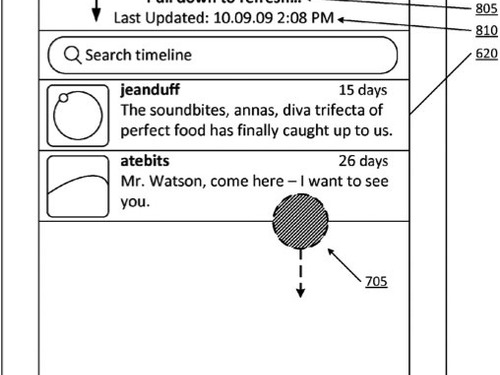 Pull down to refresh...
805
Last Updated: 10.09.09 2:08 PM
810
Search timeline
620
jeanduff 15 days
The soundbites, annas, diva trifecta of
perfect food has finally caught up to us.
atebits 26 days
Mr. Watson, come here – I want to see
you.
705